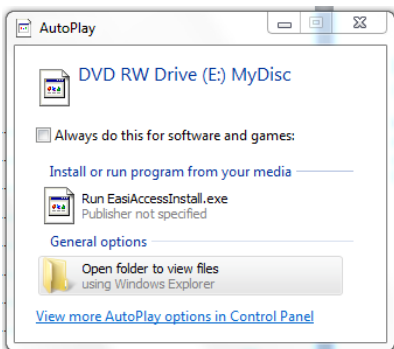 AutoPlay
DVD RW Drive (E:) MyDisc
Always do this for software and games:
Install or run program from your media
Run EasiAccessInstall.exe
Publisher not specified
General options
Open folder to view files
using Windows Explorer
View more AutoPlay options in Control Panel